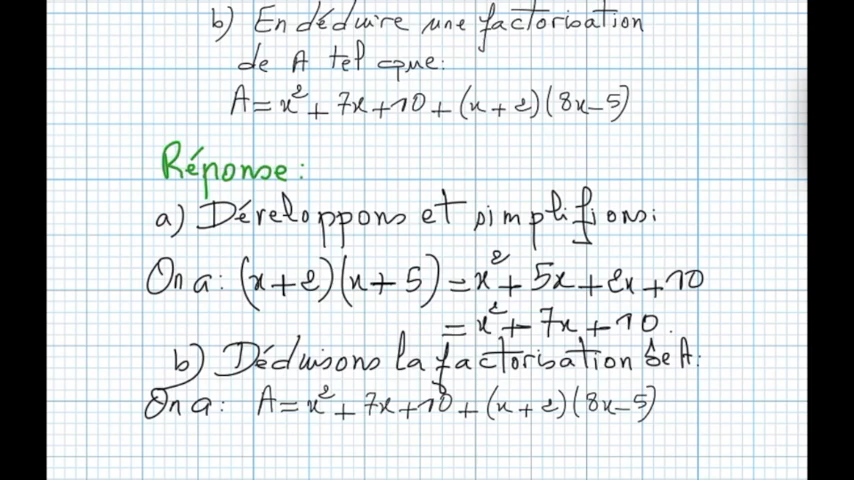 b) En déduire une factorisation
de A tel que:
A = x² + 7x + 10 + (x + 2)(8x - 5)
Réponse:
a) Développons et simplifions:
On a: (x + 2)(x + 5) = x² + 5x + 2x + 10
= x² + 7x + 10.
b) Déduisons la factorisation de A:
On a: A = x² + 7x + 10 + (x + 2)(8x - 5)